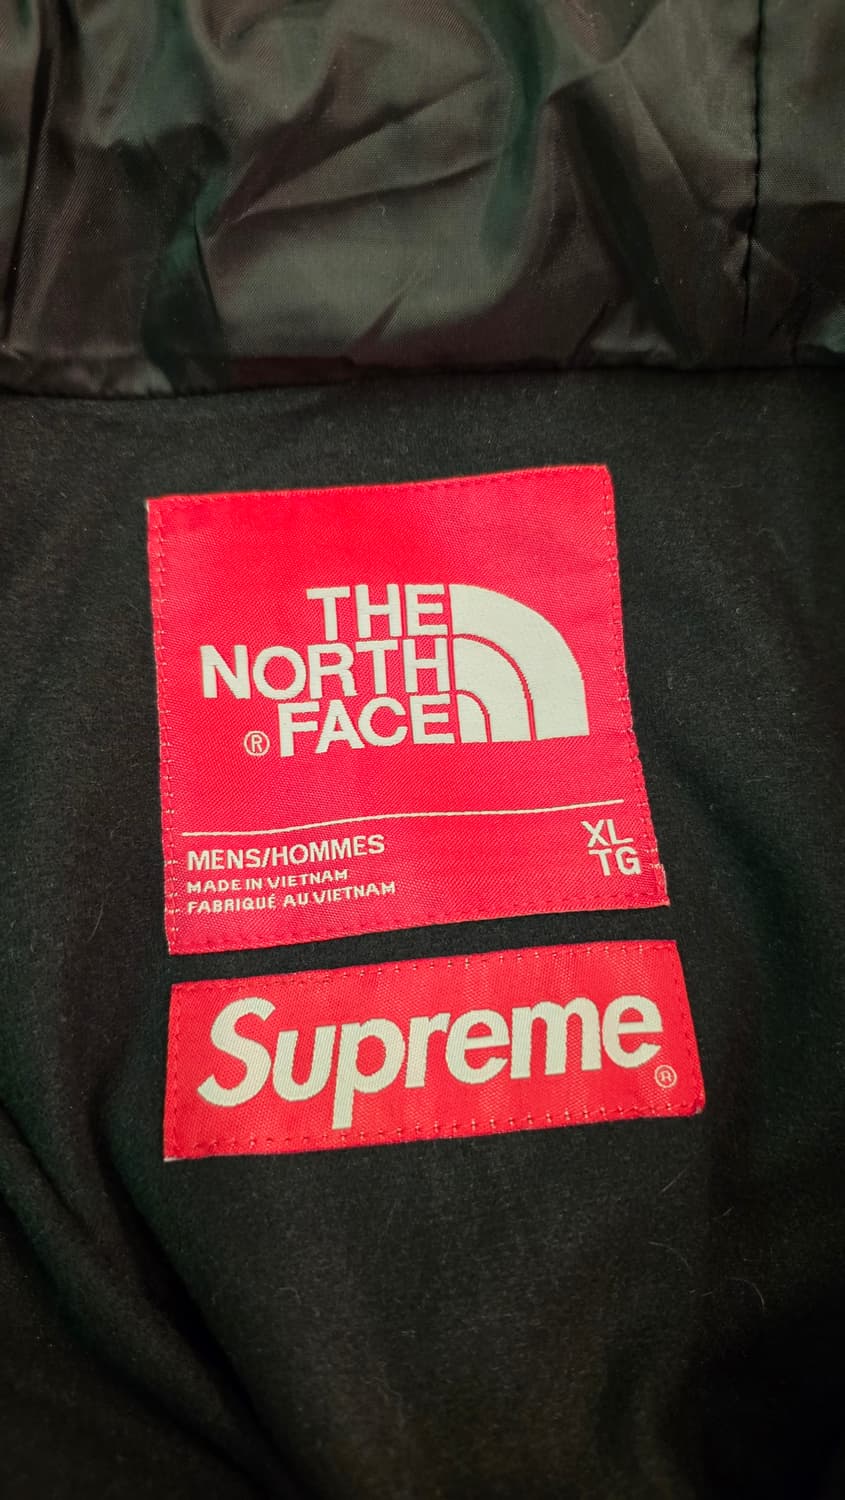 THE
NORTH
® FACE
MENS/HOMMES
MADE IN VIETNAM
FABRIQUÉ AU VIETNAM
XL
TG
Supreme ®